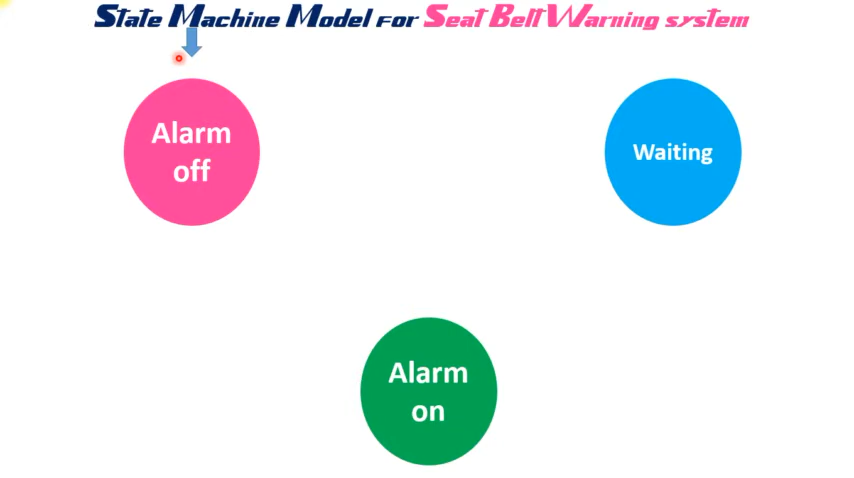 State Machine Model for Seat Belt Warning system
Alarm
off
Waiting
Alarm
on